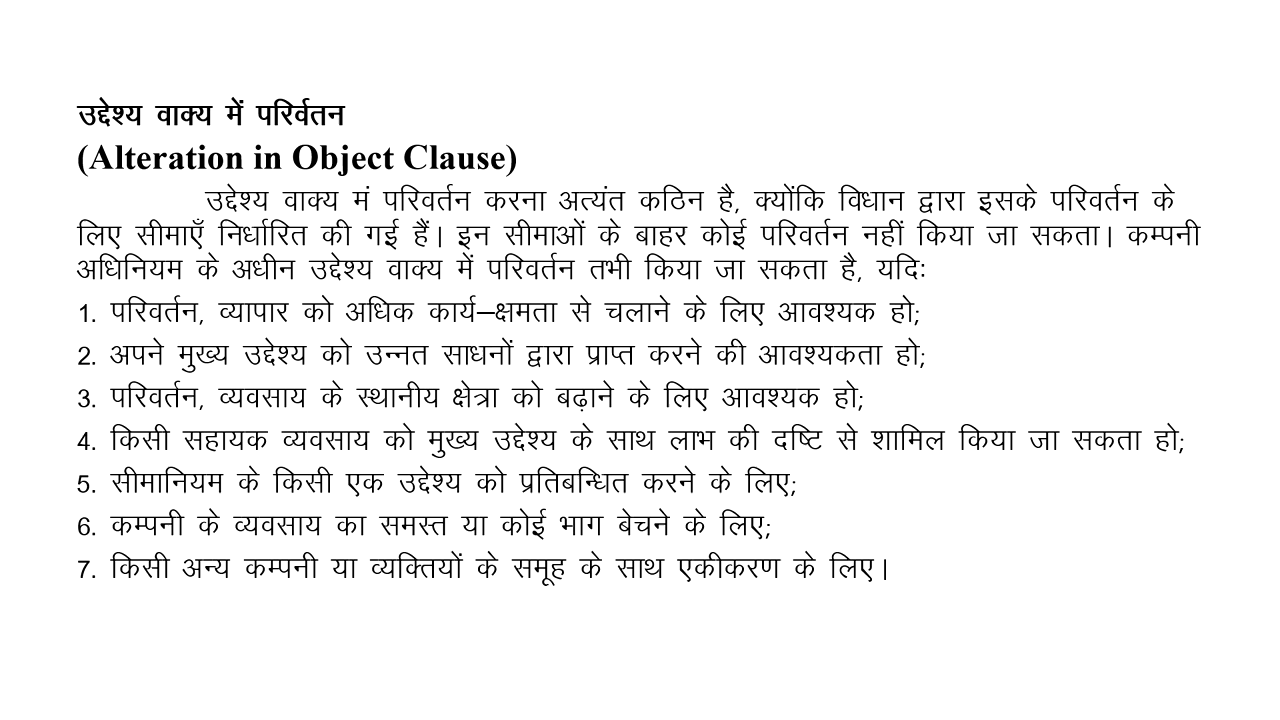 उद्देश्य वाक्य में परिर्वतन
(Alteration in Object Clause)
उद्देश्य वाक्य मं परिवर्तन करना अत्यंत कठिन है, क्योंकि विधान द्वारा इसके परिवर्तन के
लिए सीमाएँ निर्धारित की गई हैं। इन सीमाओं के बाहर कोई परिवर्तन नहीं किया जा सकता। कम्पनी
अधिनियम के अधीन उद्देश्य वाक्य में परिवर्तन तभी किया जा सकता है, यदिः
1. परिवर्तन, व्यापार को अधिक कार्य–क्षमता से चलाने के लिए आवश्यक हो;
2. अपने मुख्य उद्देश्य को उन्नत साधनों द्वारा प्राप्त करने की आवश्यकता हो;
3. परिवर्तन, व्यवसाय के स्थानीय क्षेत्रा को बढ़ाने के लिए आवश्यक हो;
4. किसी सहायक व्यवसाय को मुख्य उद्देश्य के साथ लाभ की दष्टि से शामिल किया जा सकता हो;
5. सीमानियम के किसी एक उद्देश्य को प्रतिबन्धित करने के लिए;
6. कम्पनी के व्यवसाय का समस्त या कोई भाग बेचने के लिए;
7. किसी अन्य कम्पनी या व्यक्तियों के समूह के साथ एकीकरण के लिए।